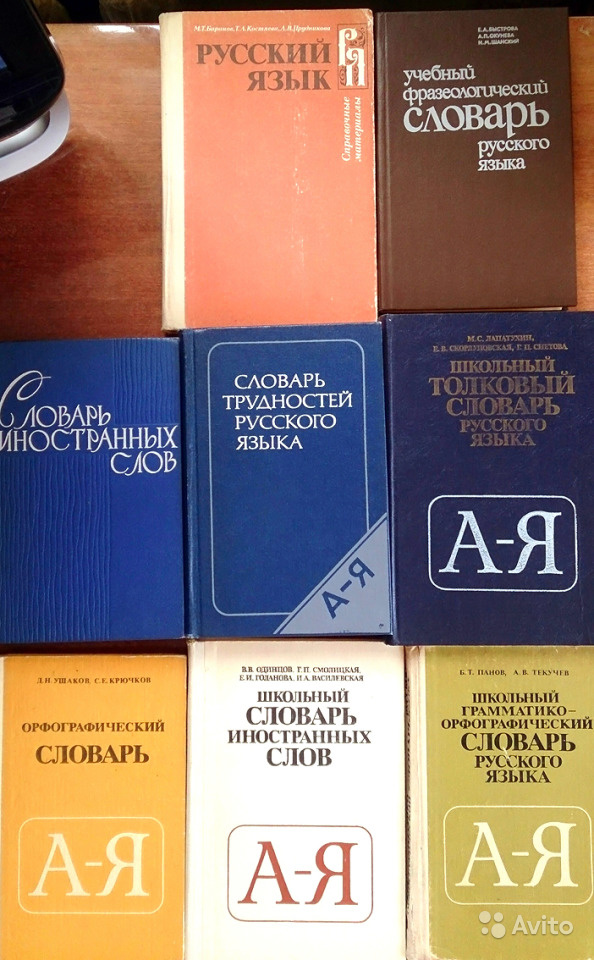 М.Т.Баранов, Т.А.Костяева, А.В.Прудникова
РУССКИЙ
ЯЗЫК
РЯ
Справочные
материалы
Е.А.БЫСТРОВА
А.П.ОКУНЕВА
Н.М.ШАНСКИЙ
учебный
фразеологический
СЛОВАРЬ
русского
языка
СЛОВАРЬ
ИНОСТРАННЫХ
СЛОВ
СЛОВАРЬ
ТРУДНОСТЕЙ
РУССКОГО
ЯЗЫКА
А-Я
М.С. ЛАПАТУХИН,
Е.В. СКОРЛУПОВСКАЯ, Г.П. СНЕТОВА
ШКОЛЬНЫЙ
ТОЛКОВЫЙ
СЛОВАРЬ
РУССКОГО
ЯЗЫКА
А-Я
Д.Н. УШАКОВ, С.Е. КРЮЧКОВ
ОРФОГРАФИЧЕСКИЙ
СЛОВАРЬ
А-Я
В.В. ОДИНЦОВ, Г.П. СМОЛИЦКАЯ,
Е.И. ГОЛАНОВА, И.А. ВАСИЛЕВСКАЯ
ШКОЛЬНЫЙ
СЛОВАРЬ
ИНОСТРАННЫХ
СЛОВ
А-Я
Б.Т. ПАНОВ, А.В. ТЕКУЧЕВ
ШКОЛЬНЫЙ
ГРАММАТИКО-
ОРФОГРАФИЧЕСКИЙ
СЛОВАРЬ
РУССКОГО
ЯЗЫКА
А-Я
Avito